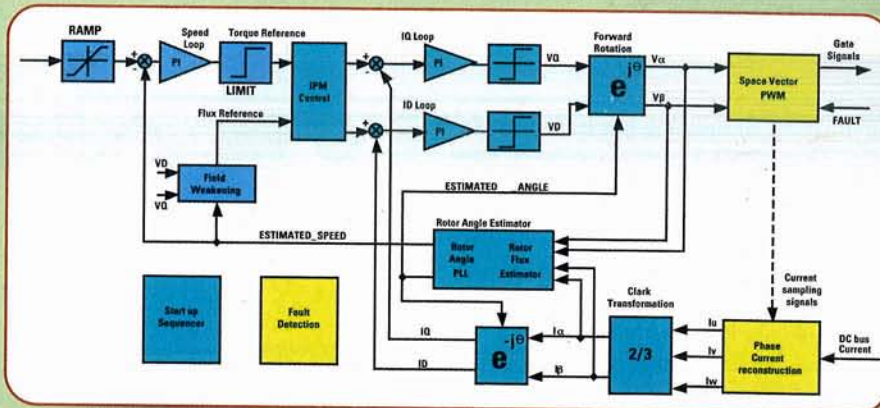 RAMP
Speed
Loop
Torque Reference
PI
LIMIT
Flux Reference
IPM
Control
IQ Loop
PI
VQ
ID Loop
PI
VD
Forward
Rotation
e^jθ
Vα
Vβ
Space Vector
PWM
Gate
Signals
FAULT
VD
VQ
Field
Weakening
ESTIMATED_SPEED
ESTIMATED__ANGLE
Rotor Angle Estimator
Rotor
Angle
PLL
Rotor
Flux
Estimator
Start up
Sequencer
Fault
Detection
IQ
ID
e^-jθ
Iα
Iβ
Clark
Transformation
2/3
Iu
Iv
Iw
Current
sampling
signals
Phase
Current
reconstruction
DC bus
Current
+
-
+
-
+
-